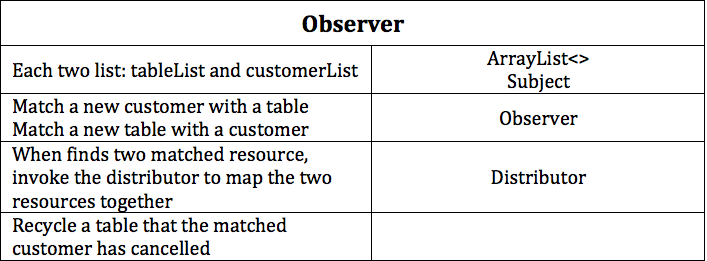 Observer
Each two list: tableList and customerList
ArrayList<>
Subject
Match a new customer with a table
Match a new table with a customer
Observer
When finds two matched resource,
invoke the distributor to map the two
resources together
Distributor
Recycle a table that the matched
customer has cancelled